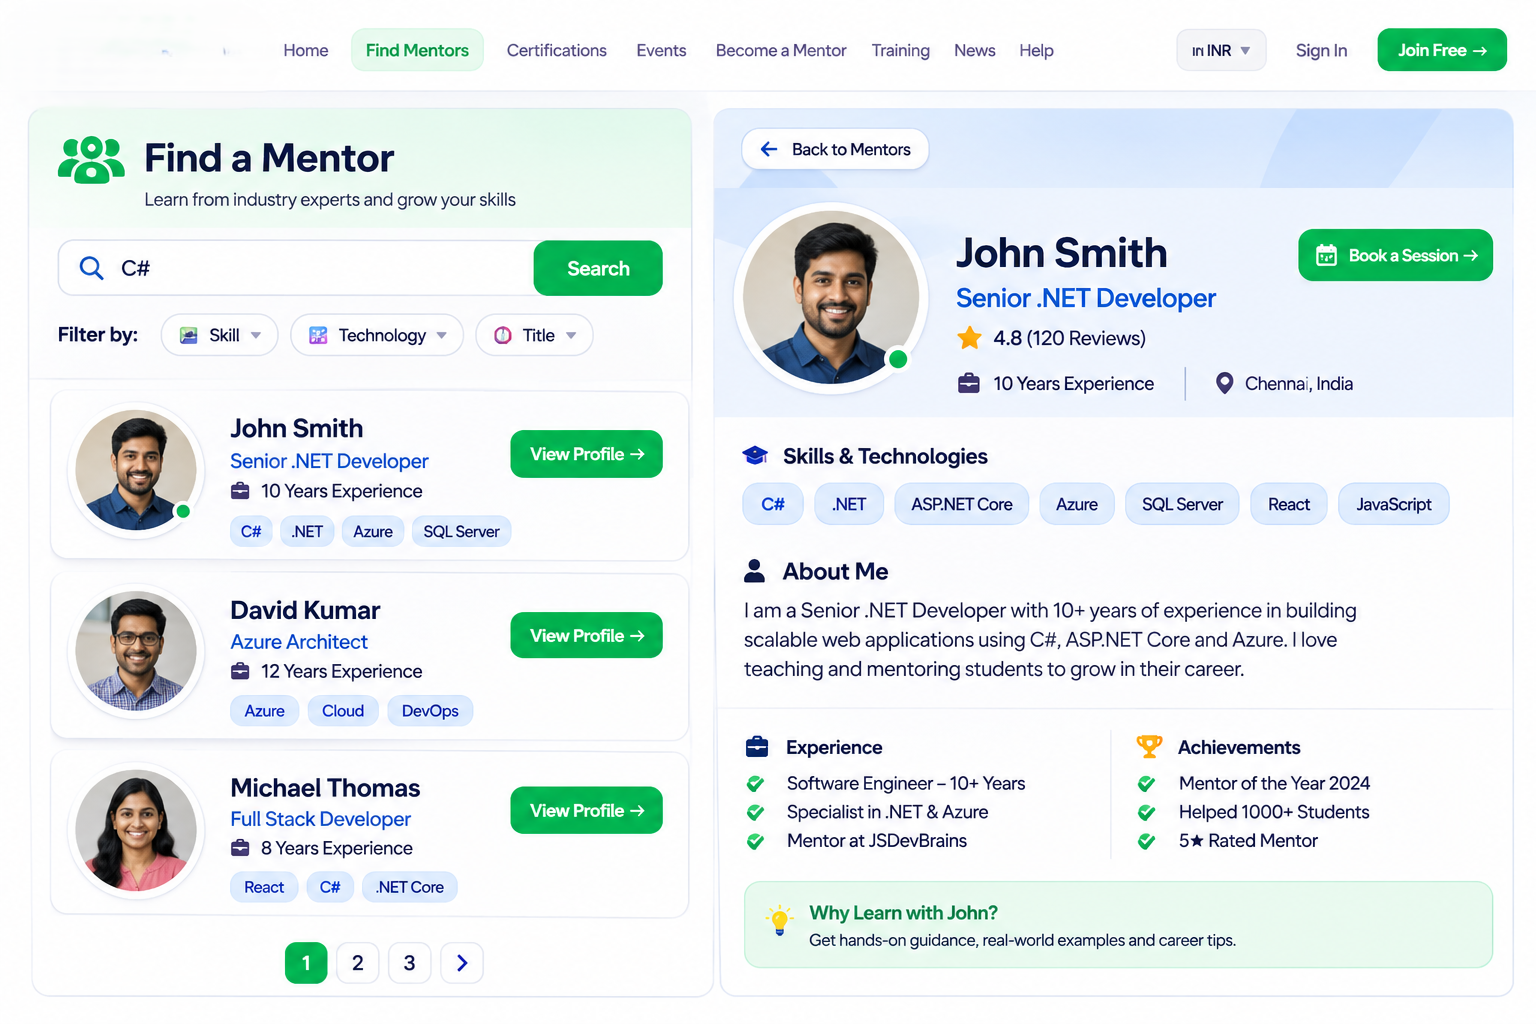 Home
Find Mentors
Certifications
Events
Become a Mentor
Training
News
Help
INR
Sign In
Join Free →
Find a Mentor
Learn from industry experts and grow your skills
C#
Search
Filter by:
Skill
Technology
Title
John Smith
Senior .NET Developer
10 Years Experience
C#
.NET
Azure
SQL Server
View Profile →
David Kumar
Azure Architect
12 Years Experience
Azure
Cloud
DevOps
View Profile →
Michael Thomas
Full Stack Developer
8 Years Experience
React
C#
.NET Core
View Profile →
1
2
3
← Back to Mentors
John Smith
Senior .NET Developer
4.8 (120 Reviews)
10 Years Experience
Chennai, India
Book a Session →
Skills & Technologies
C#
.NET
ASP.NET Core
Azure
SQL Server
React
JavaScript
About Me
I am a Senior .NET Developer with 10+ years of experience in building
scalable web applications using C#, ASP.NET Core and Azure. I love
teaching and mentoring students to grow in their career.
Experience
Software Engineer – 10+ Years
Specialist in .NET & Azure
Mentor at JSDevBrains
Achievements
Mentor of the Year 2024
Helped 1000+ Students
5★ Rated Mentor
Why Learn with John?
Get hands-on guidance, real-world examples and career tips.